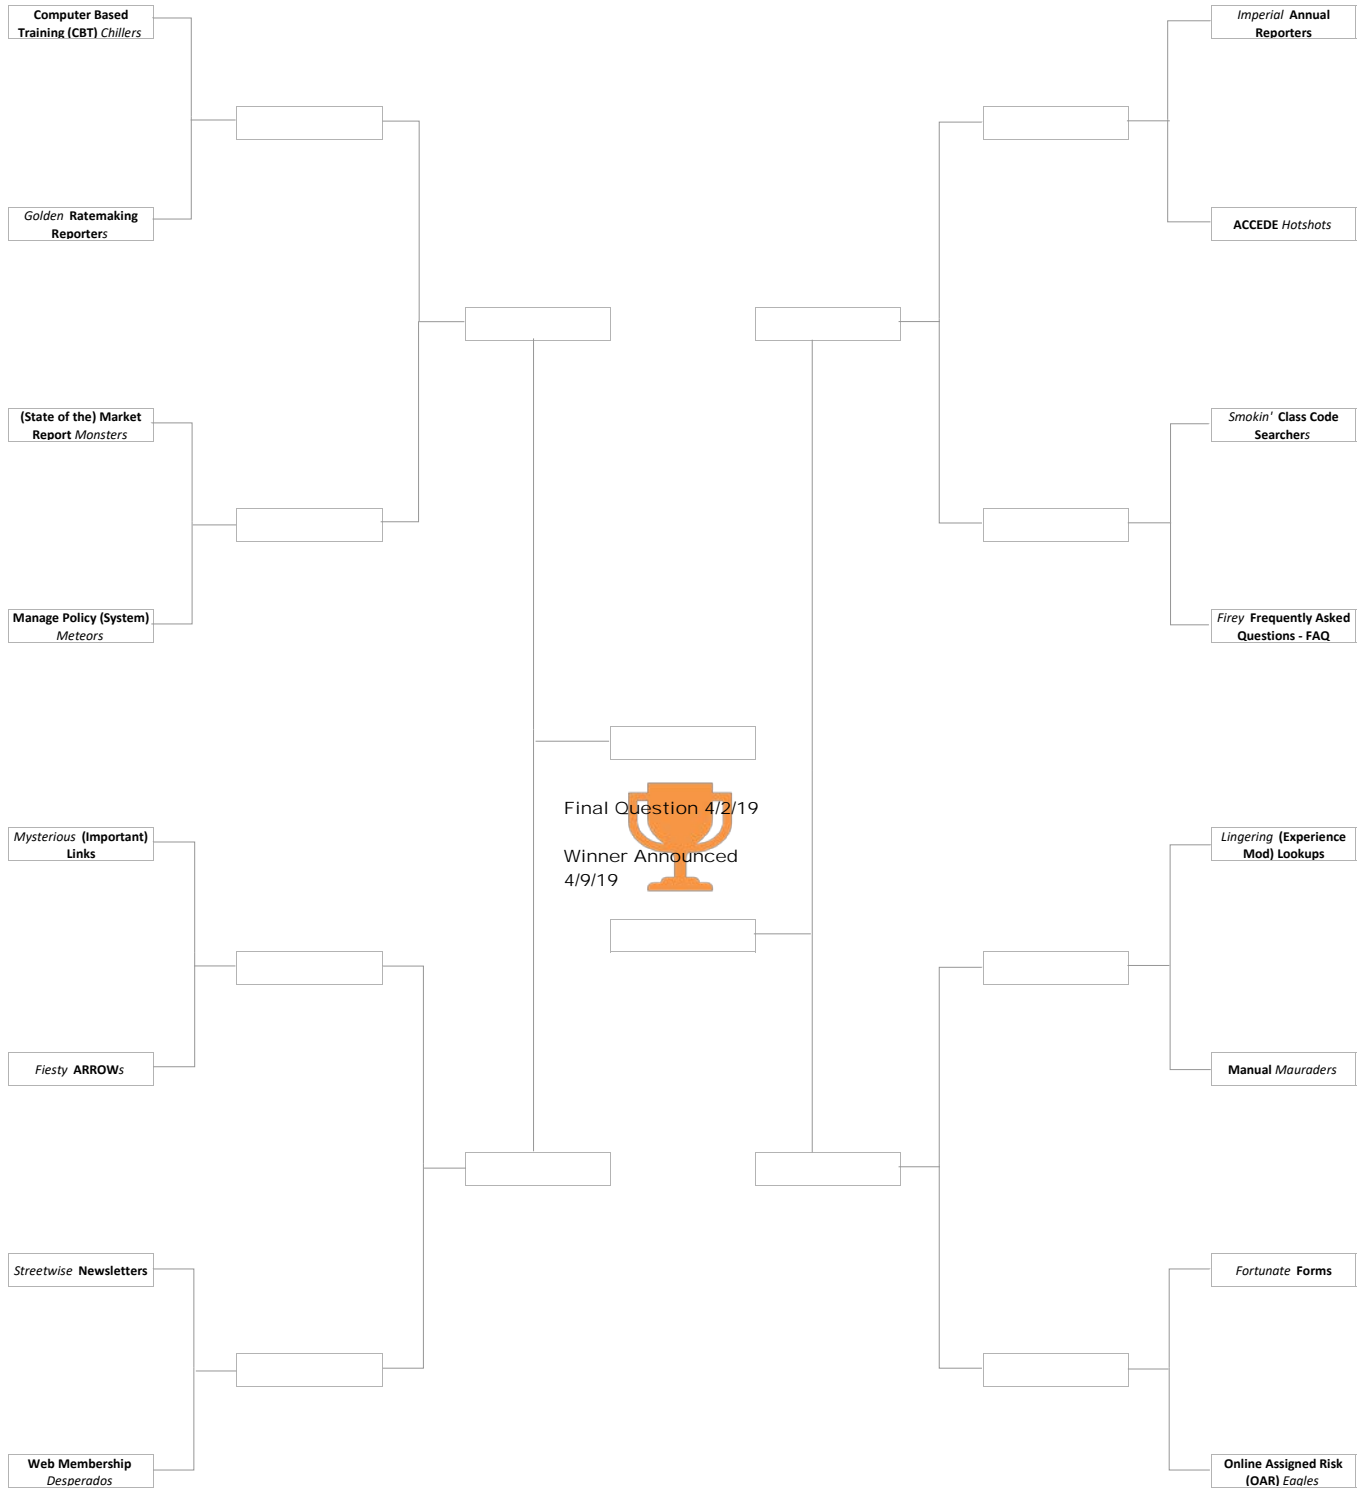 Computer Based
Training (CBT) Chillers
Golden Ratemaking
Reporters
(State of the) Market
Report Monsters
Manage Policy (System)
Meteors
Mysterious (Important)
Links
Fiesty ARROWs
Streetwise Newsletters
Web Membership
Desperados
Final Question 4/2/19
Winner Announced
4/9/19
Imperial Annual
Reporters
ACCEDE Hotshots
Smokin' Class Code
Searchers
Firey Frequently Asked
Questions - FAQ
Lingering (Experience
Mod) Lookups
Manual Mauraders
Fortunate Forms
Online Assigned Risk
(OAR) Eagles